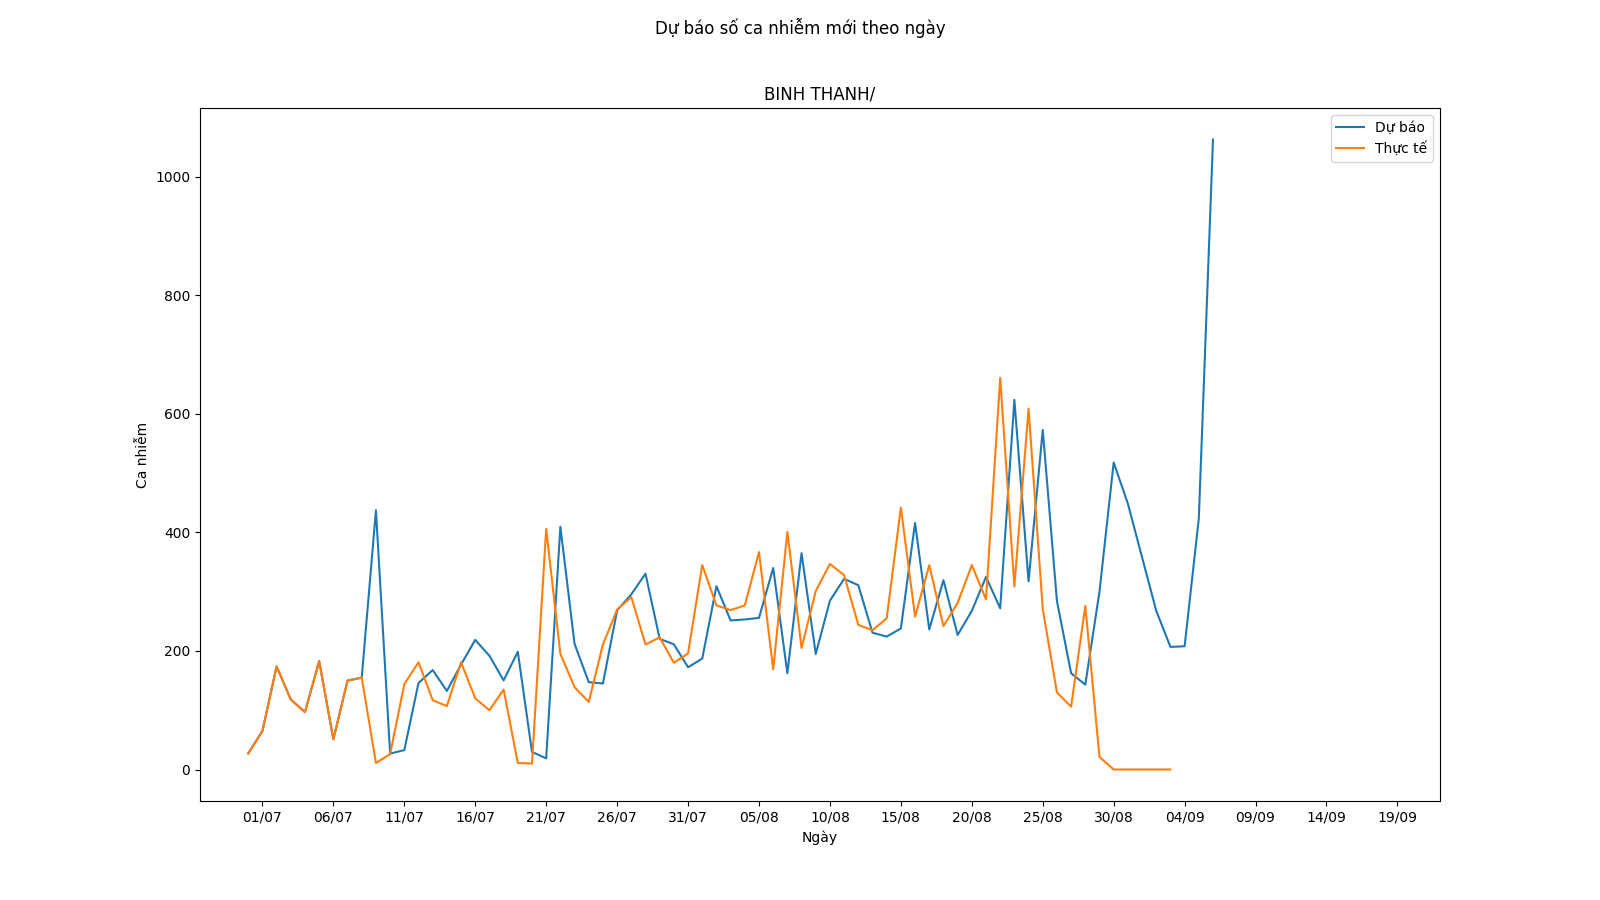 Dự báo số ca nhiễm mới theo ngày
BINH THANH/
Dự báo
Thực tế
1000
800
600
400
200
0
Ca nhiễm
01/07 06/07 11/07 16/07 21/07 26/07 31/07 05/08 10/08 15/08 20/08 25/08 30/08 04/09 09/09 14/09 19/09
Ngày